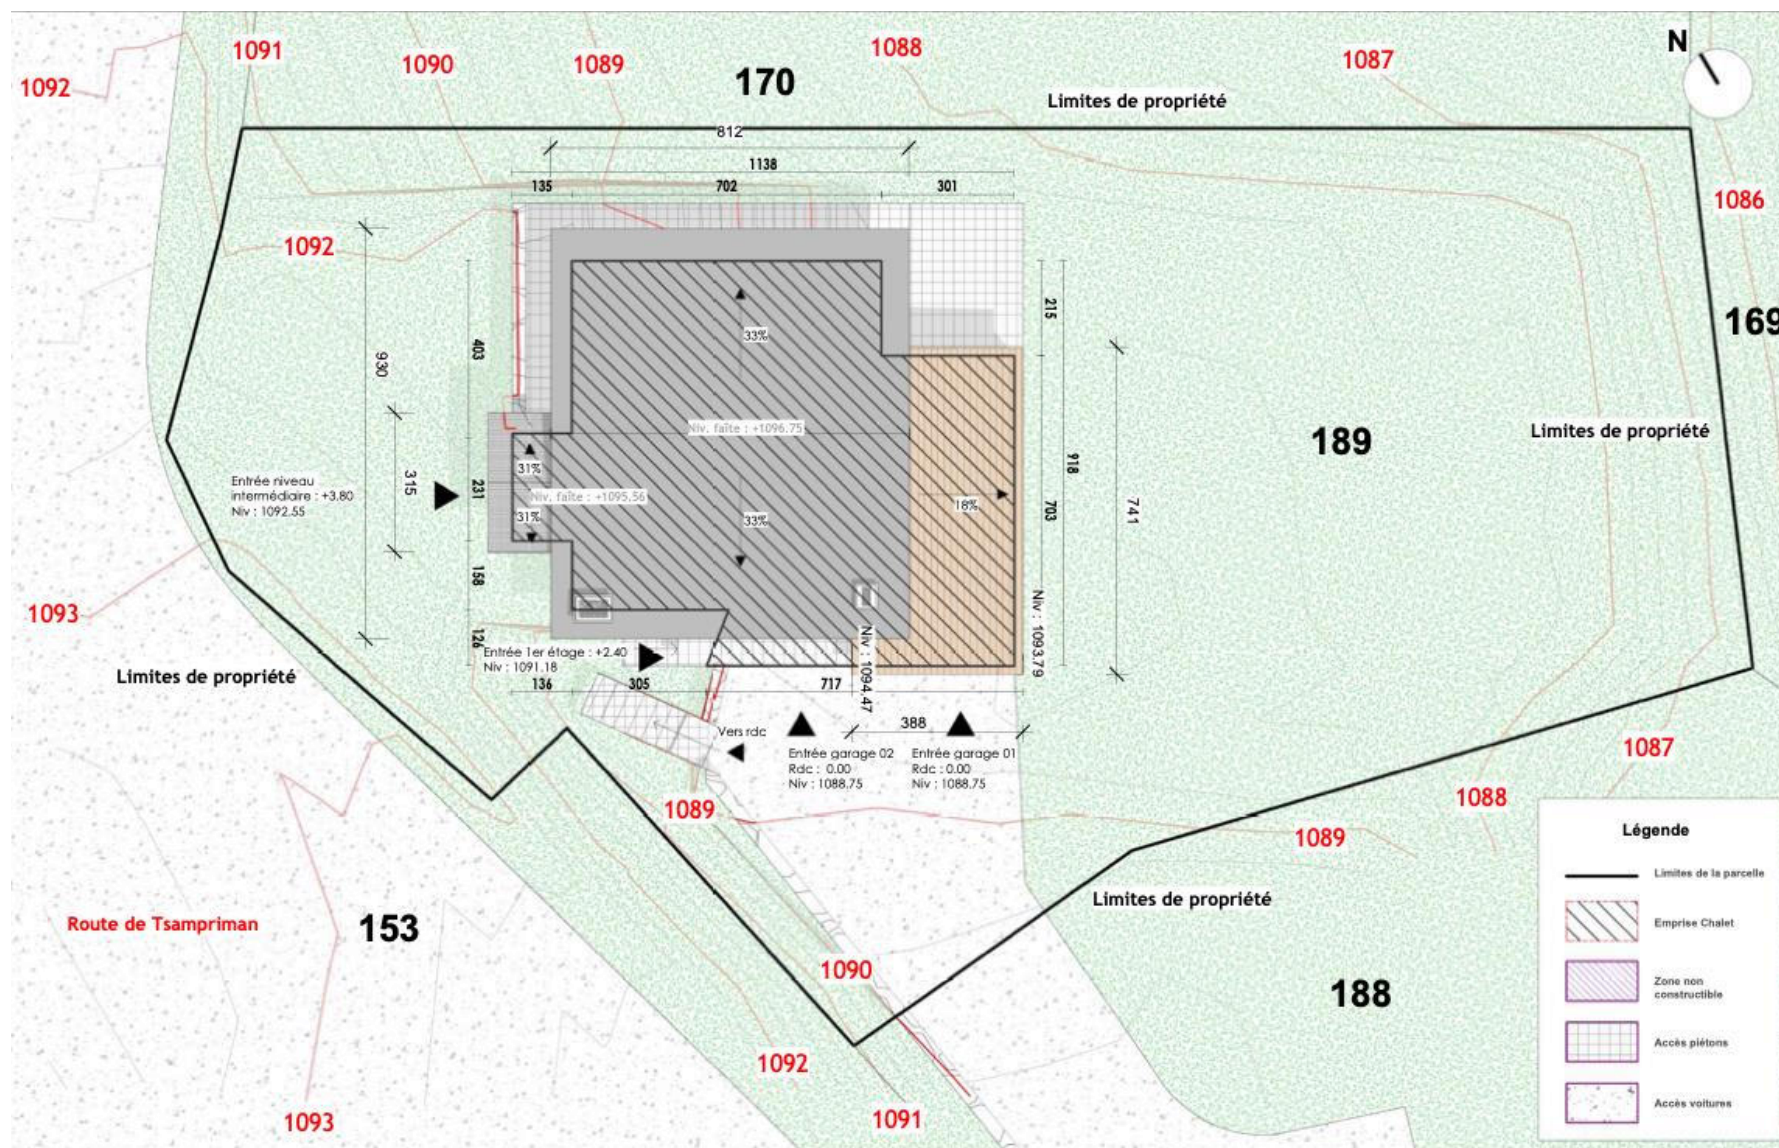 1091
1090
1089
1088
1087
N
1092
170
Limites de propriété
812
1138
135
702
301
1086
1092
169
930
403
33%
215
Niv. faîte : +1096.75
189
Limites de propriété
31%
315
231
Niv. faîte : +1095.56
31%
33%
18%
918
703
741
Entrée niveau
intermédiaire : +3.80
Niv : 1092.55
158
1093
126
Entrée 1er étage : +2.40
Niv : 1091.18
Niv : 1094.47
Niv : 1093.79
Limites de propriété
136
305
717
388
Vers rdc
Entrée garage 02
Rdc : 0.00
Niv : 1088.75
Entrée garage 01
Rdc : 0.00
Niv : 1088.75
1087
1088
1089
1089
Limites de propriété
Route de Tsampriman
153
1090
188
1092
1093
1091
Légende
Limites de la parcelle
Emprise Chalet
Zone non
constructible
Accès piétons
Accès voitures